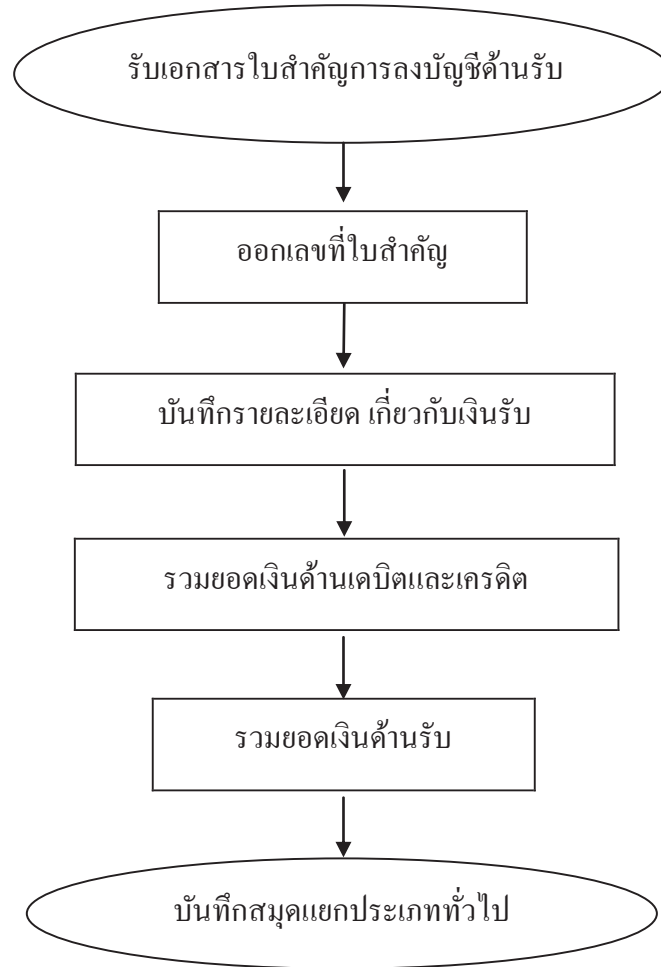 รับเอกสารใบสำคัญการลงบัญชีด้านรับ
ออกเลขที่ใบสำคัญ
บันทึกรายละเอียด เกี่ยวกับเงินรับ
รวมยอดเงินด้านเดบิตและเครดิต
รวมยอดเงินด้านรับ
บันทึกสมุดแยกประเภททั่วไป